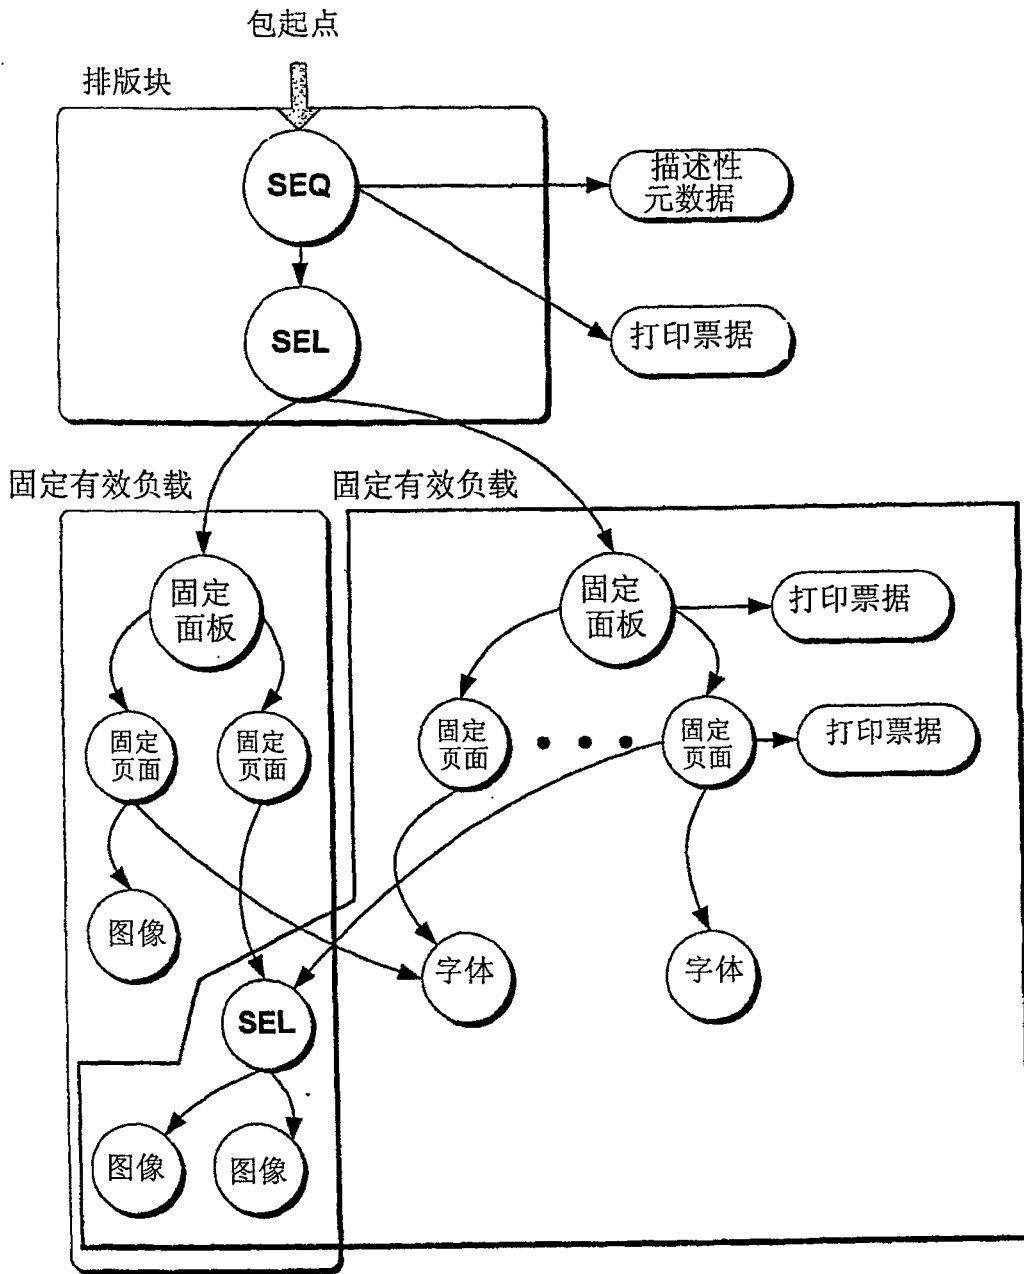 包起点
排版块
SEQ
描述性
元数据
SEL
打印票据
固定有效负载
固定有效负载
固定
面板
固定
面板
打印票据
固定
页面
固定
页面
固定
页面
固定
页面
打印票据
图像
字体
字体
SEL
图像
图像